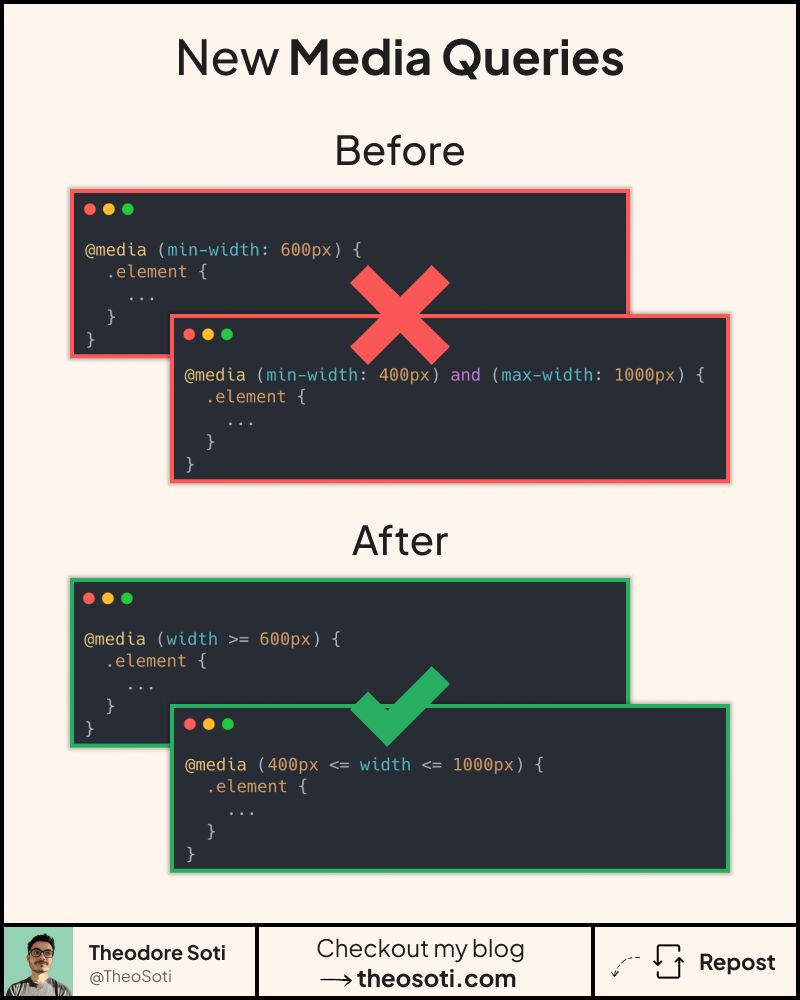 New Media Queries
Before
@media (min-width: 600px) {
  .element {
    ...
  }
}
@media (min-width: 400px) and (max-width: 1000px) {
  .element {
    ...
  }
}
After
@media (width >= 600px) {
  .element {
    ...
  }
}
@media (400px <= width <= 1000px) {
  .element {
    ...
  }
}
Theodore Soti
@TheoSoti
Checkout my blog
→ theosoti.com
Repost